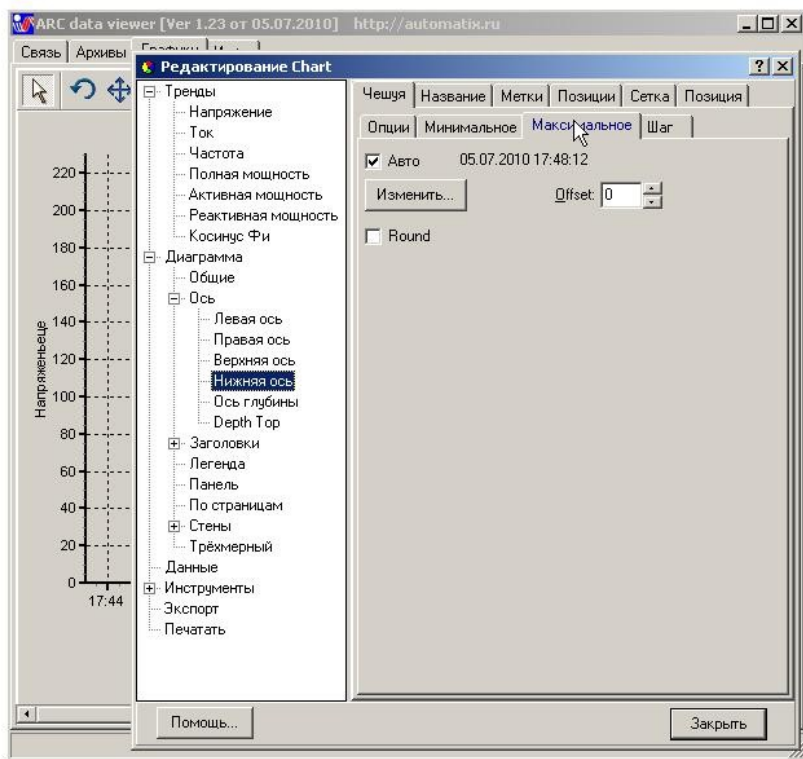 ARC data viewer [Ver 1.23 от 05.07.2010] http://automatix.ru
Связь Архивы
Редактирование Chart
Тренды
Напряжение
Ток
Частота
Полная мощность
Активная мощность
Реактивная мощность
Косинус Фи
Диаграмма
Общие
Ось
Левая ось
Правая ось
Верхняя ось
Нижняя ось
Ось глубины
Depth Top
Заголовки
Легенда
Панель
По страницам
Стены
Трёхмерный
Данные
Инструменты
Экспорт
Печатать
Чешуя Название Метки Позиции Сетка Позиция
Опции Минимальное Максимальное Шаг
Авто 05.07.2010 17:48:12
Изменить... Offset: 0
Round
220
200
180
160
140
120
100
80
60
40
20
0
Напряженьеце
17:44
Помощь... Закрыть